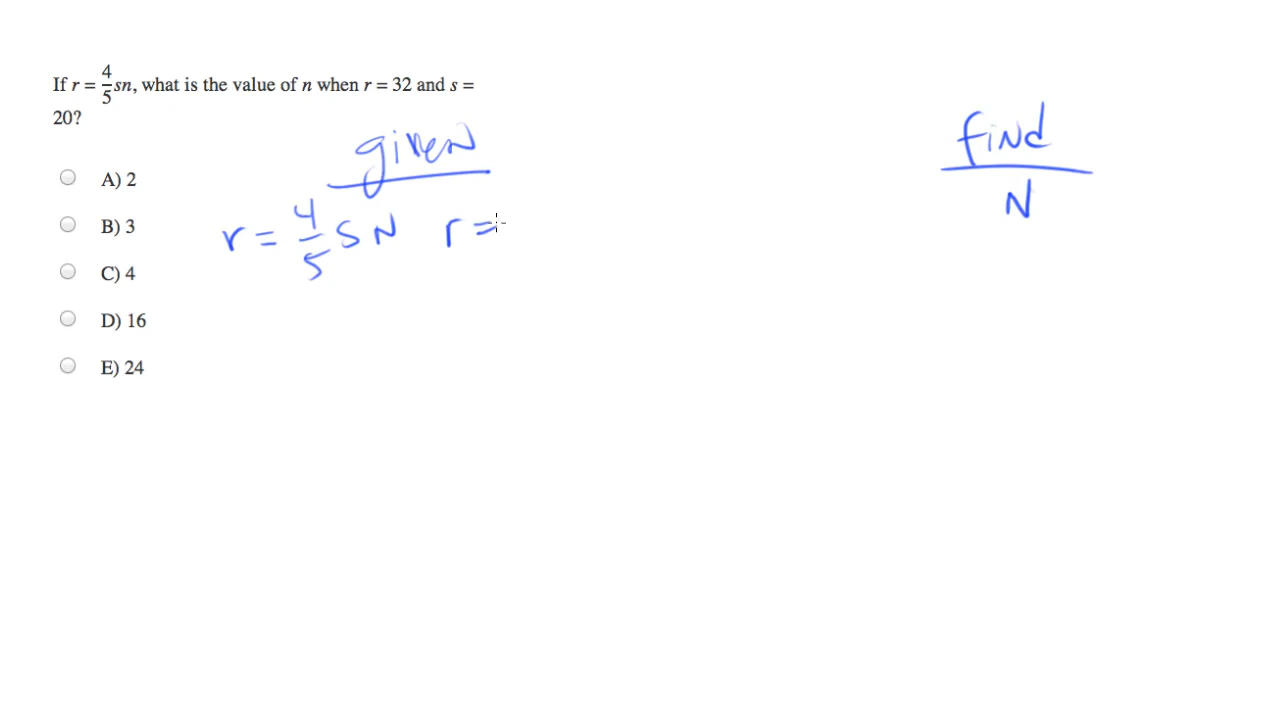 If r = 4/5 sn, what is the value of n when r = 32 and s =
20?
given
find
A) 2
r = 4/5 S N r =
N
B) 3
C) 4
D) 16
E) 24